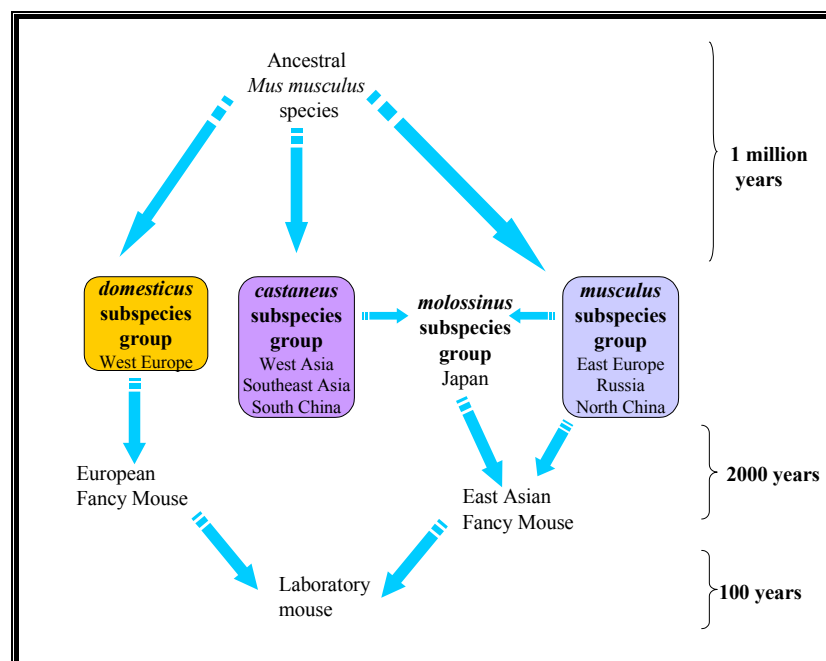 Ancestral
Mus musculus
species
1 million
years
domesticus
subspecies
group
West Europe
castaneus
subspecies
group
West Asia
Southeast Asia
South China
molossinus
subspecies
group
Japan
musculus
subspecies
group
East Europe
Russia
North China
European
Fancy Mouse
East Asian
Fancy Mouse
2000 years
Laboratory
mouse
100 years